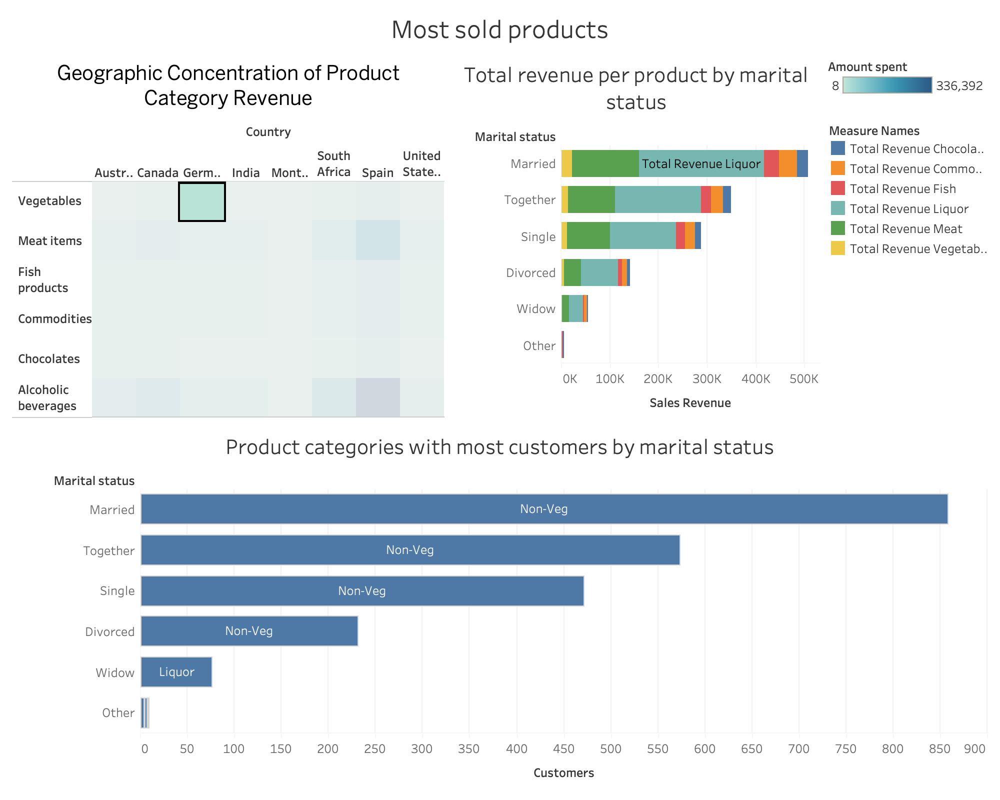 Most sold products
Geographic Concentration of Product
Category Revenue
Country
Austr..
Canada
Germ..
India
Mont..
South
Africa
Spain
United
State..
Vegetables
Meat items
Fish
products
Commodities
Chocolates
Alcoholic
beverages
Total revenue per product by marital
status
Marital status
Married
Total Revenue Liquor
Together
Single
Divorced
Widow
Other
0K
100K
200K
300K
400K
500K
Sales Revenue
Amount spent
8
336,392
Measure Names
Total Revenue Chocola..
Total Revenue Commo..
Total Revenue Fish
Total Revenue Liquor
Total Revenue Meat
Total Revenue Vegetab..
Product categories with most customers by marital status
Marital status
Married
Non-Veg
Together
Non-Veg
Single
Non-Veg
Divorced
Non-Veg
Widow
Liquor
Other
0
50
100
150
200
250
300
350
400
450
500
550
600
650
700
750
800
850
900
Customers